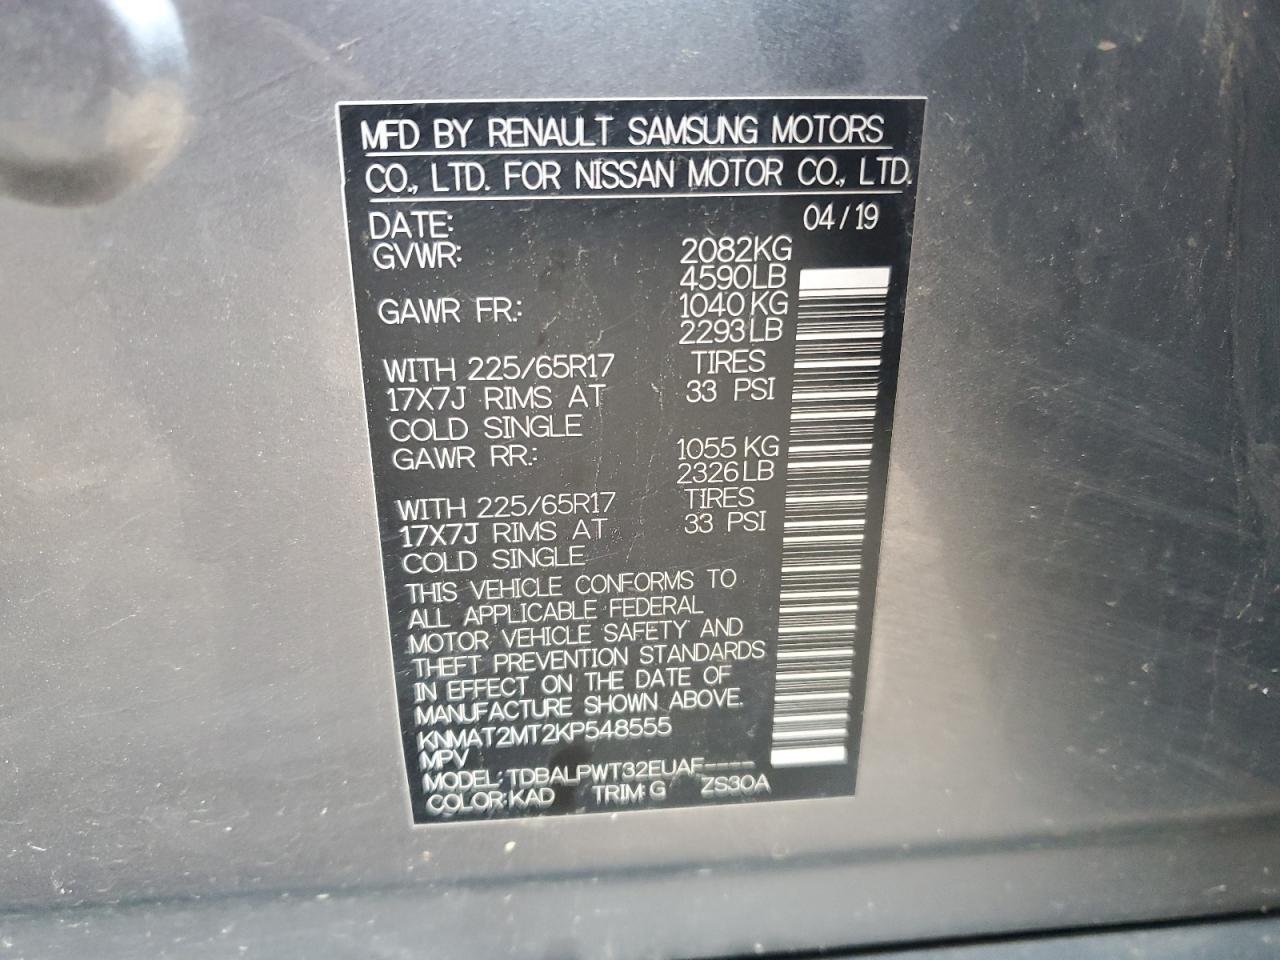 MFD BY RENAULT SAMSUNG MOTORS
CO., LTD. FOR NISSAN MOTOR CO., LTD.
DATE: 04/19
GVWR: 2082KG
4590LB
GAWR FR: 1040KG
2293LB
WITH 225/65R17 TIRES
17X7J RIMS AT 33 PSI
COLD SINGLE
GAWR RR: 1055KG
2326LB
WITH 225/65R17 TIRES
17X7J RIMS AT 33 PSI
COLD SINGLE
THIS VEHICLE CONFORMS TO
ALL APPLICABLE FEDERAL
MOTOR VEHICLE SAFETY AND
THEFT PREVENTION STANDARDS
IN EFFECT ON THE DATE OF
MANUFACTURE SHOWN ABOVE.
KNMAT2MT2KP548555
MPV
MODEL: TDBALPWT32EUAF----
COLOR: KAD TRIM: G ZS30A